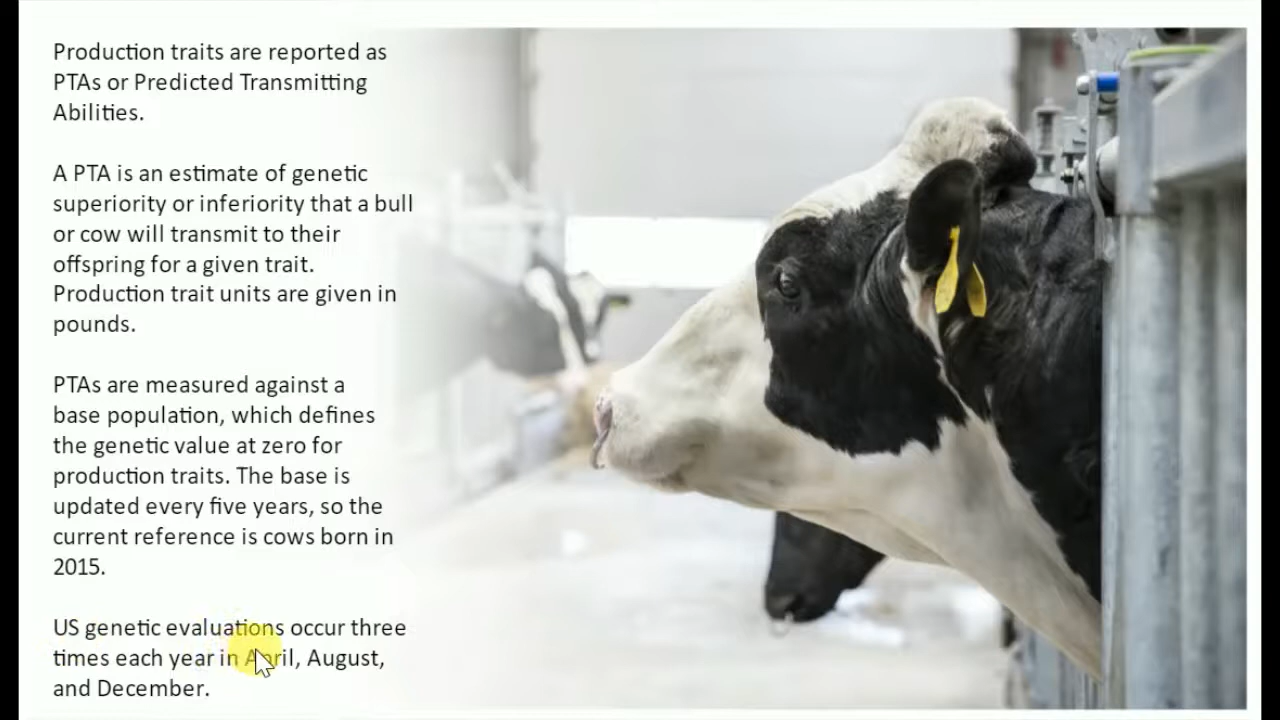 Production traits are reported as
PTAs or Predicted Transmitting
Abilities.
A PTA is an estimate of genetic
superiority or inferiority that a bull
or cow will transmit to their
offspring for a given trait.
Production trait units are given in
pounds.
PTAs are measured against a
base population, which defines
the genetic value at zero for
production traits. The base is
updated every five years, so the
current reference is cows born in
2015.
US genetic evaluations occur three
times each year in April, August,
and December.